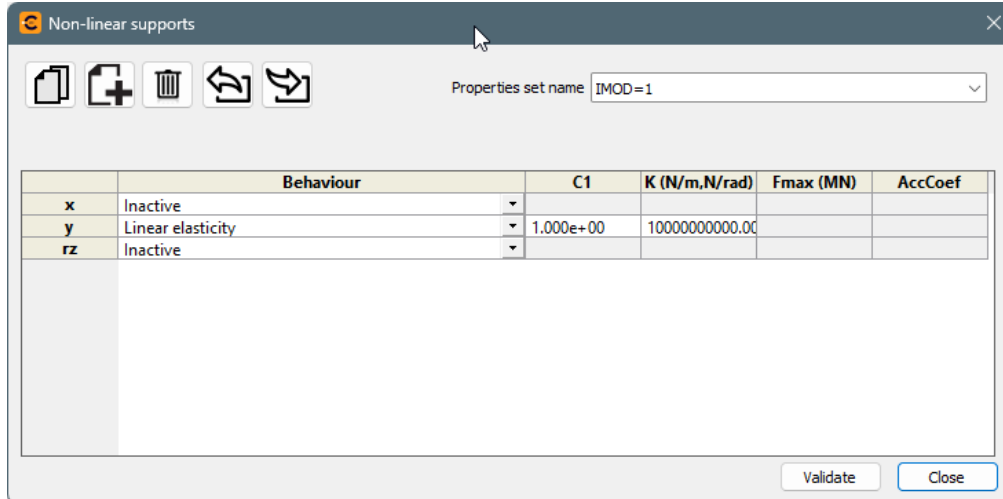 Non-linear supports
Properties set name IMOD=1
Behaviour C1 K (N/m,N/rad) Fmax (MN) AccCoef
x Inactive
y Linear elasticity 1.000e+00 10000000000.00
rz Inactive
Validate Close